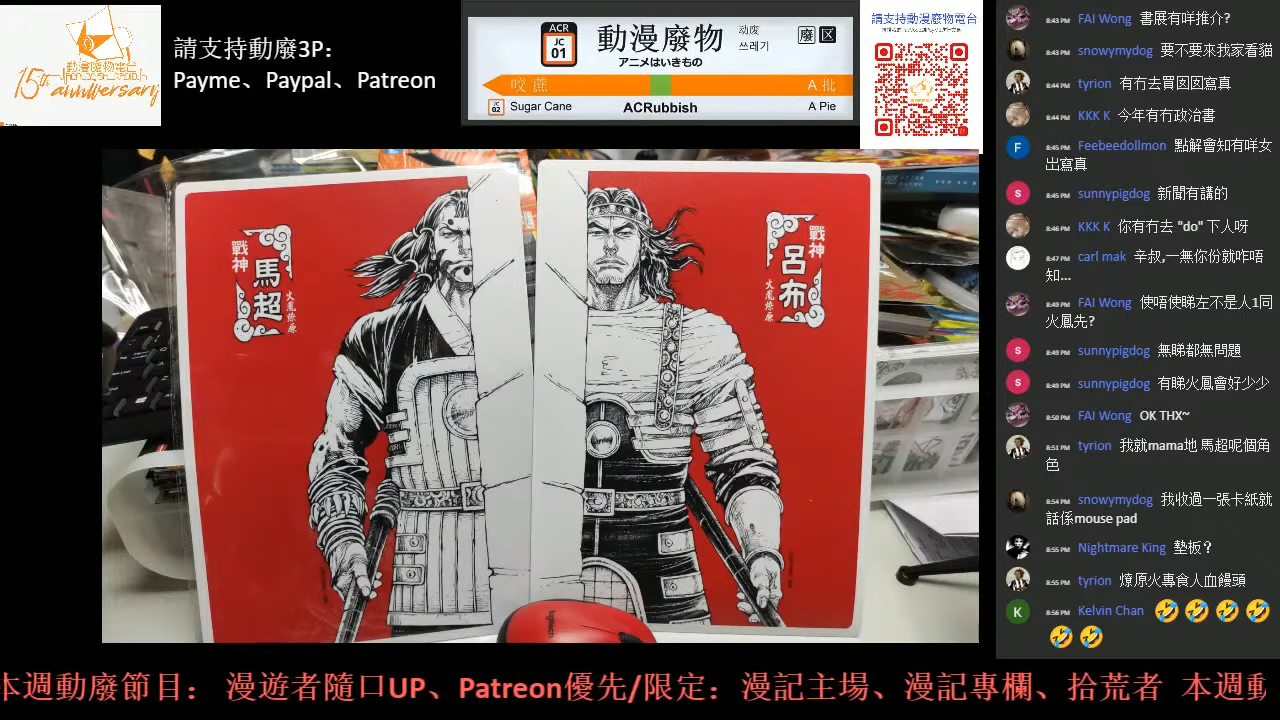 動漫廢物電台
15th anniversary
請支持動廢3P:
Payme、Paypal、Patreon
ACR
JC
01
動漫廢物
动废
쓰레기
廢 区
アニメはいきもの
咬蔗
A 批
JC
02
Sugar Cane
ACRubbish
A Pie
請支持動漫廢物電台
戰神
馬超
火鳳燎原
戰神
呂布
火鳳燎原
logitech
8:43 PM FAI Wong 書展有咩推介?
8:43 PM snowymydog 要不要來我家看貓
8:44 PM tyrion 有冇去買囡囡寫真
8:44 PM KKK K 今年有冇政治書
8:45 PM Feebeedollmon 點解會知有咩女
出寫真
8:45 PM sunnypigdog 新聞有講的
8:46 PM KKK K 你有冇去 "do" 下人呀
8:47 PM carl mak 辛叔,一無你份就咋唔
知...
8:49 PM FAI Wong 使唔使睇左不是人1同
火鳳先?
8:49 PM sunnypigdog 無睇都無問題
8:49 PM sunnypigdog 有睇火鳳會好少少
8:50 PM FAI Wong OK THX~
8:51 PM tyrion 我就mama地 馬超呢個角
色
8:54 PM snowymydog 我收過一張卡紙就
話係mouse pad
8:55 PM Nightmare King 墊板？
8:55 PM tyrion 燎原火專食人血饅頭
8:56 PM Kelvin Chan 🤣🤣🤣🤣
🤣🤣
本週動廢節目： 漫遊者隨口UP、Patreon優先/限定：漫記主場、漫記專欄、拾荒者 本週動